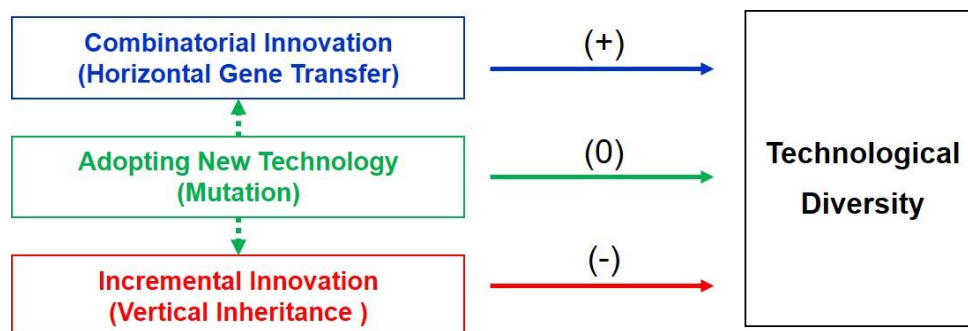 Combinatorial Innovation
(Horizontal Gene Transfer)
(+)
Adopting New Technology
(Mutation)
(0)
Incremental Innovation
(Vertical Inheritance )
(-)
Technological
Diversity